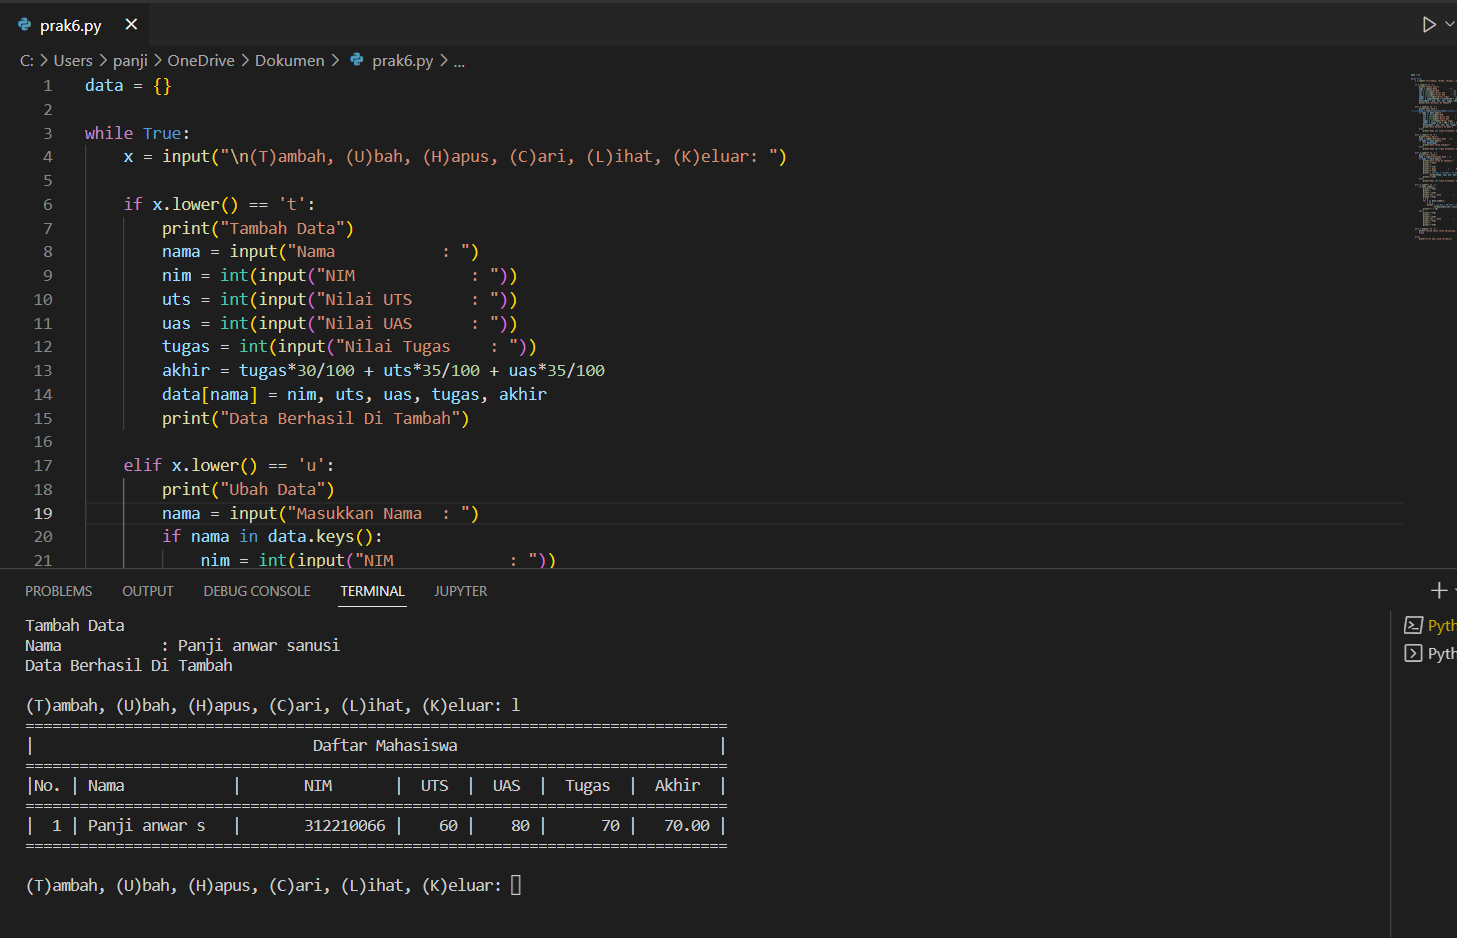 prak6.py
C: > Users > panji > OneDrive > Dokumen > prak6.py > ...
1 data = {}
2
3 while True:
4     x = input("\n(T)ambah, (U)bah, (H)apus, (C)ari, (L)ihat, (K)eluar: ")
5
6     if x.lower() == 't':
7         print("Tambah Data")
8         nama = input("Nama           : ")
9         nim = int(input("NIM            : "))
10         uts = int(input("Nilai UTS      : "))
11         uas = int(input("Nilai UAS      : "))
12         tugas = int(input("Nilai Tugas    : "))
13         akhir = tugas*30/100 + uts*35/100 + uas*35/100
14         data[nama] = nim, uts, uas, tugas, akhir
15         print("Data Berhasil Di Tambah")
16
17     elif x.lower() == 'u':
18         print("Ubah Data")
19         nama = input("Masukkan Nama  : ")
20         if nama in data.keys():
21             nim = int(input("NIM            : "))
PROBLEMS OUTPUT DEBUG CONSOLE TERMINAL JUPYTER
Tambah Data
Nama           : Panji anwar sanusi
Data Berhasil Di Tambah
(T)ambah, (U)bah, (H)apus, (C)ari, (L)ihat, (K)eluar: l
==============================================================================
|                               Daftar Mahasiswa                             |
==============================================================================
|No. | Nama            |       NIM       |  UTS  |  UAS  |  Tugas  |  Akhir  |
==============================================================================
|  1 | Panji anwar s   |       312210066 |    60 |    80 |      70 |   70.00 |
==============================================================================
(T)ambah, (U)bah, (H)apus, (C)ari, (L)ihat, (K)eluar:
Pyth
Pyth